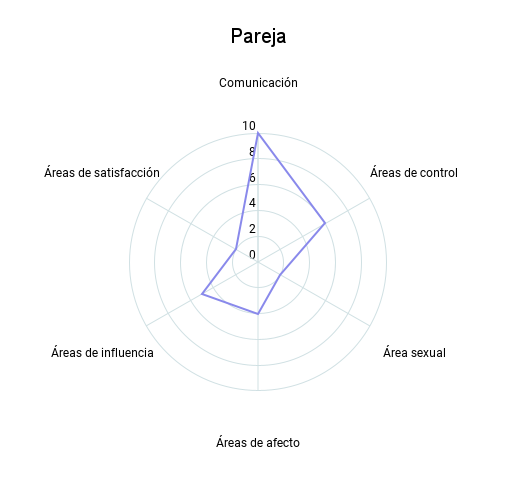 Pareja
Comunicación
10
8
6
4
2
0
Áreas de satisfacción
Áreas de control
Áreas de influencia
Área sexual
Áreas de afecto